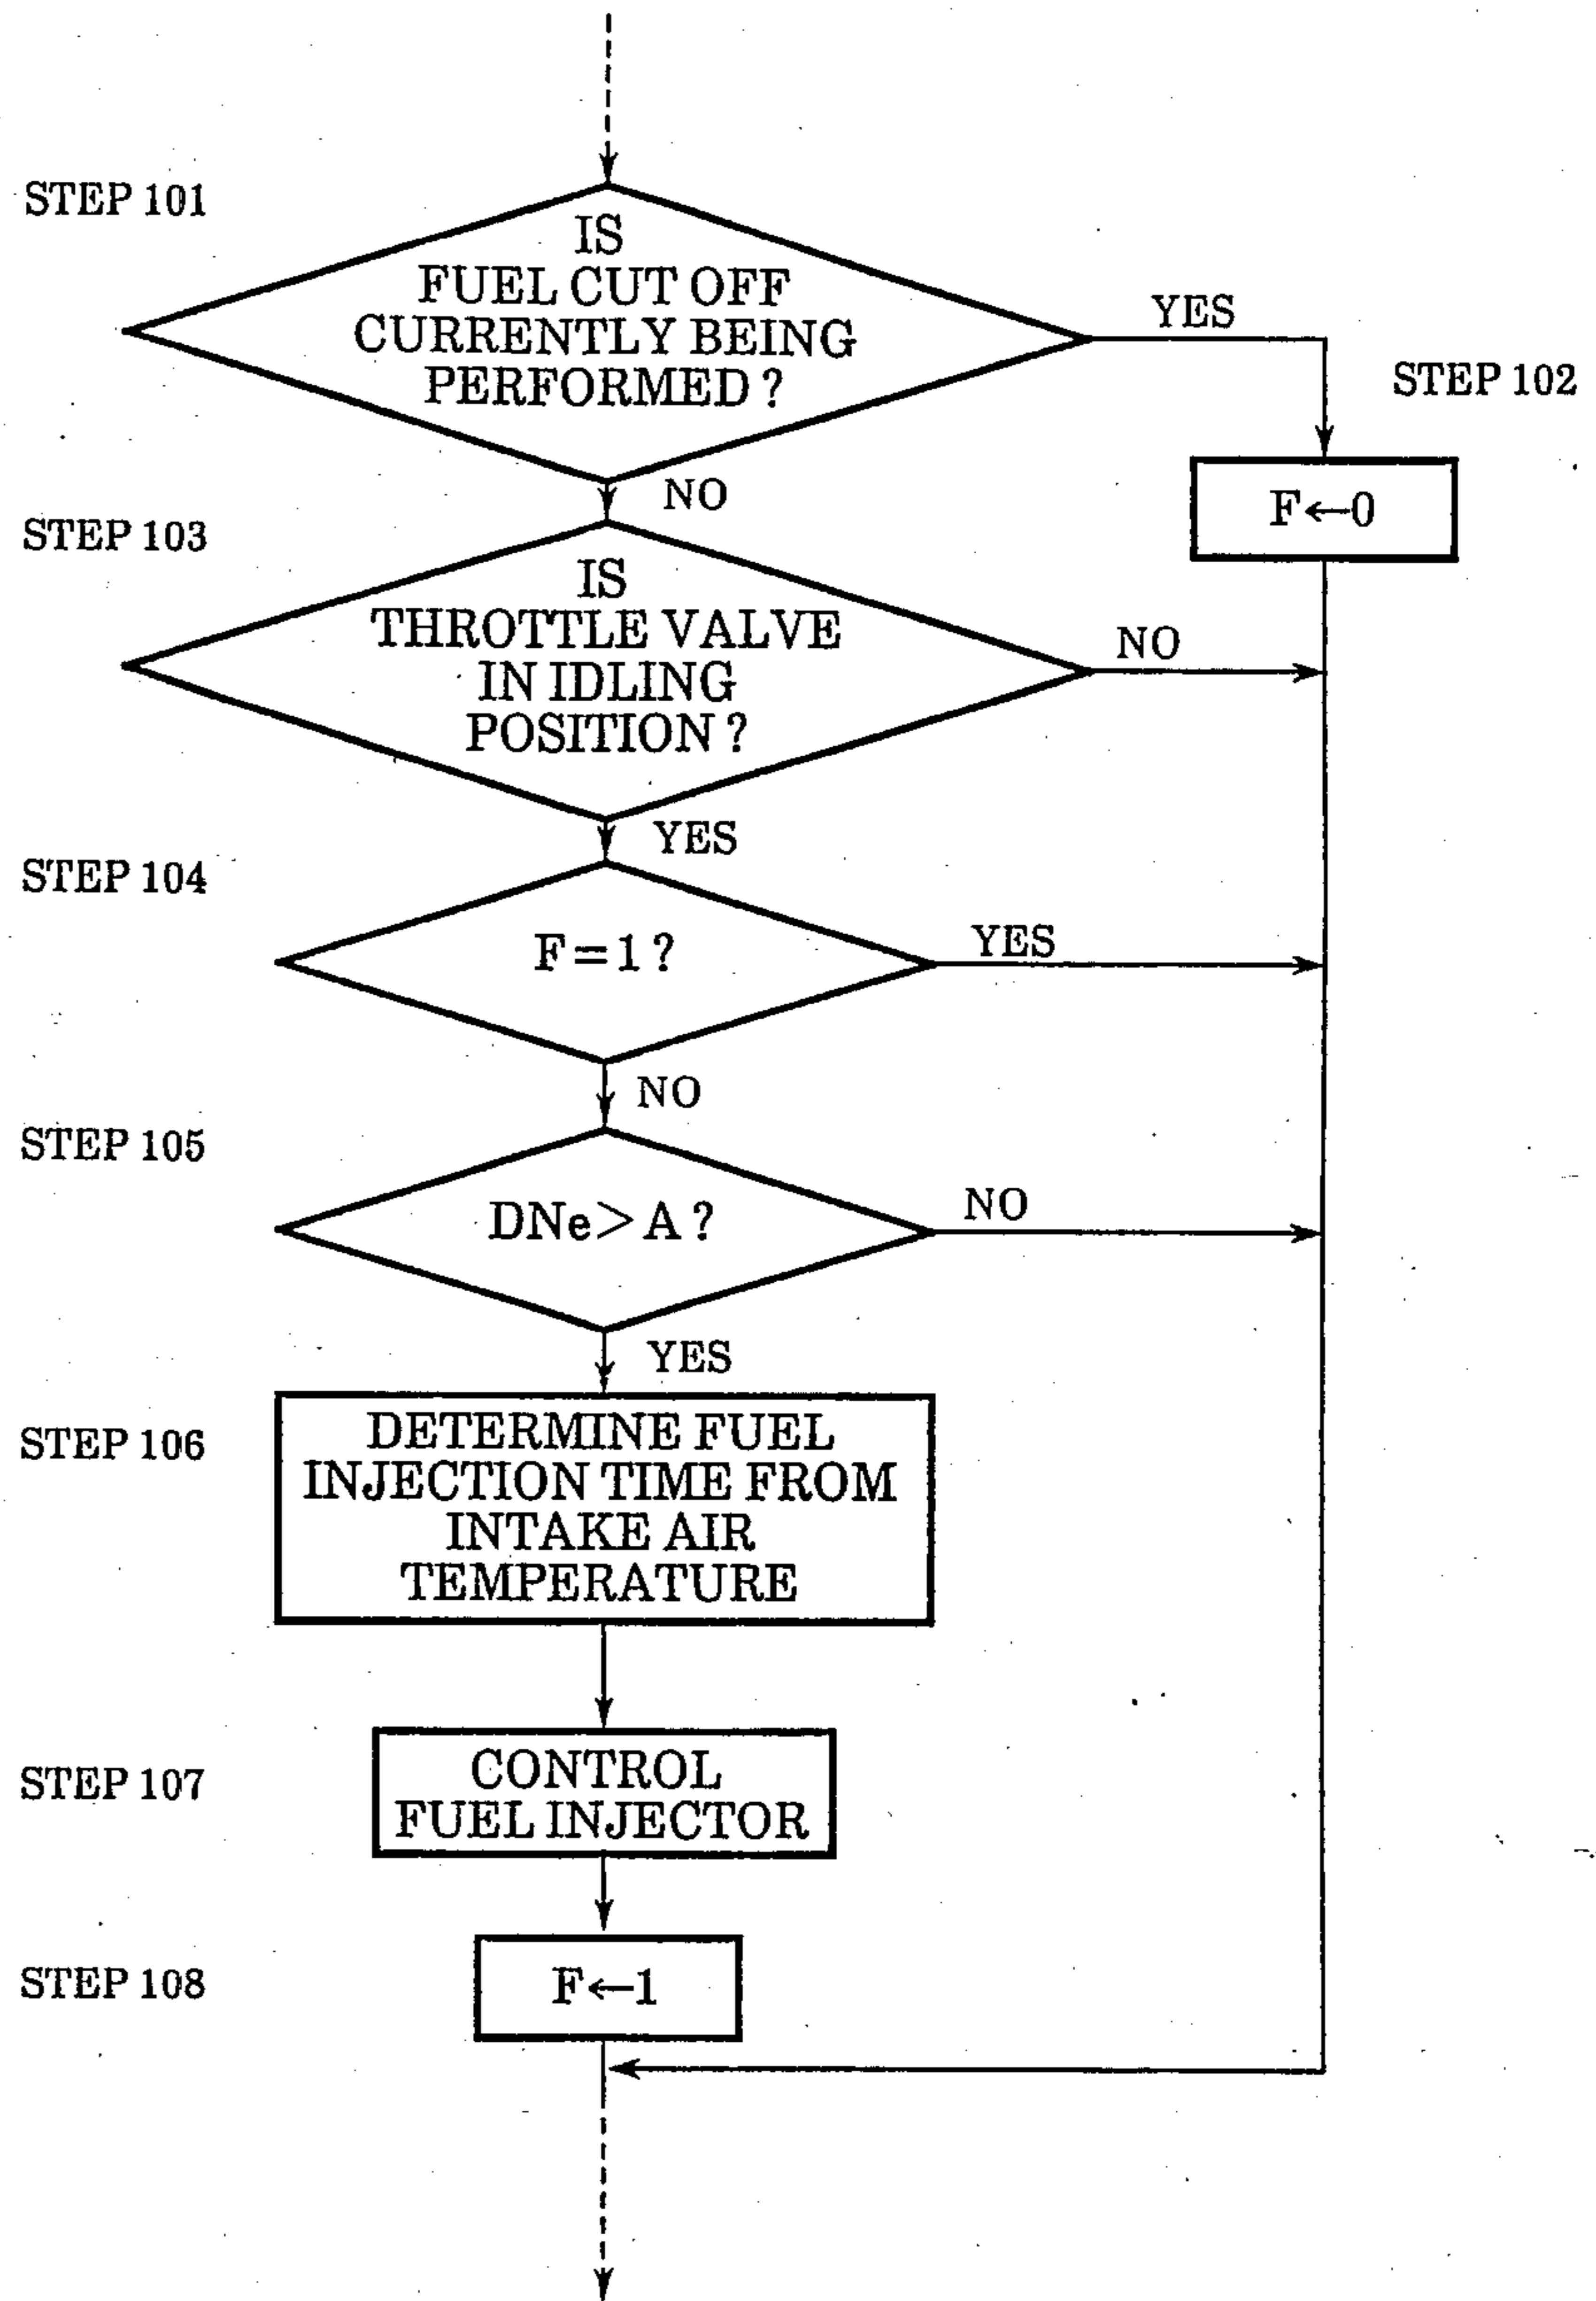 STEP 101
IS
FUEL CUT OFF
CURRENTLY BEING
PERFORMED ?
YES
STEP 102
F←0
NO
STEP 103
IS
THROTTLE VALVE
IN IDLING
POSITION ?
NO
YES
STEP 104
F=1 ?
YES
NO
STEP 105
DNe>A ?
NO
YES
STEP 106
DETERMINE FUEL
INJECTION TIME FROM
INTAKE AIR
TEMPERATURE
STEP 107
CONTROL
FUEL INJECTOR
STEP 108
F←1